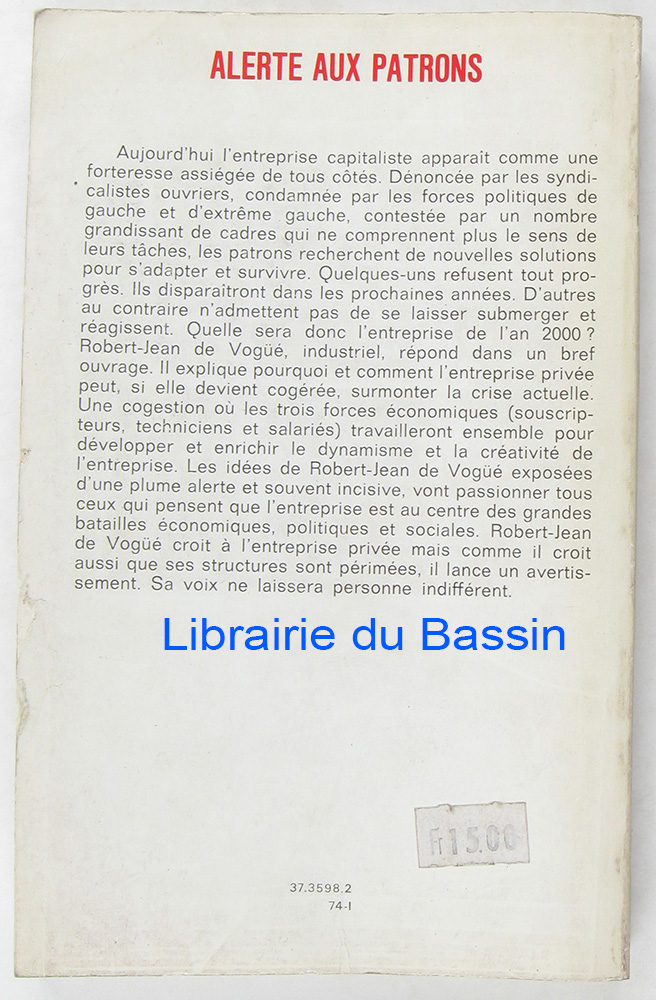 ALERTE AUX PATRONS
Aujourd'hui l'entreprise capitaliste apparaît comme une
forteresse assiégée de tous côtés. Dénoncée par les syndi-
calistes ouvriers, condamnée par les forces politiques de
gauche et d'extrême gauche, contestée par un nombre
grandissant de cadres qui ne comprennent plus le sens de
leurs tâches, les patrons recherchent de nouvelles solutions
pour s'adapter et survivre. Quelques-uns refusent tout pro-
grès. Ils disparaîtront dans les prochaines années. D'autres
au contraire n'admettent pas de se laisser submerger et
réagissent. Quelle sera donc l'entreprise de l'an 2000 ?
Robert-Jean de Vogüé, industriel, répond dans un bref
ouvrage. Il explique pourquoi et comment l'entreprise privée
peut, si elle devient cogérée, surmonter la crise actuelle.
Une cogestion où les trois forces économiques (souscrip-
teurs, techniciens et salariés) travailleront ensemble pour
développer et enrichir le dynamisme et la créativité de
l'entreprise. Les idées de Robert-Jean de Vogüé exposées
d'une plume alerte et souvent incisive, vont passionner tous
ceux qui pensent que l'entreprise est au centre des grandes
batailles économiques, politiques et sociales. Robert-Jean
de Vogüé croit à l'entreprise privée mais comme il croit
aussi que ses structures sont périmées, il lance un avertis-
sement. Sa voix ne laissera personne indifférent.
Librairie du Bassin
Fr 15.00
37.3598.2
74-I